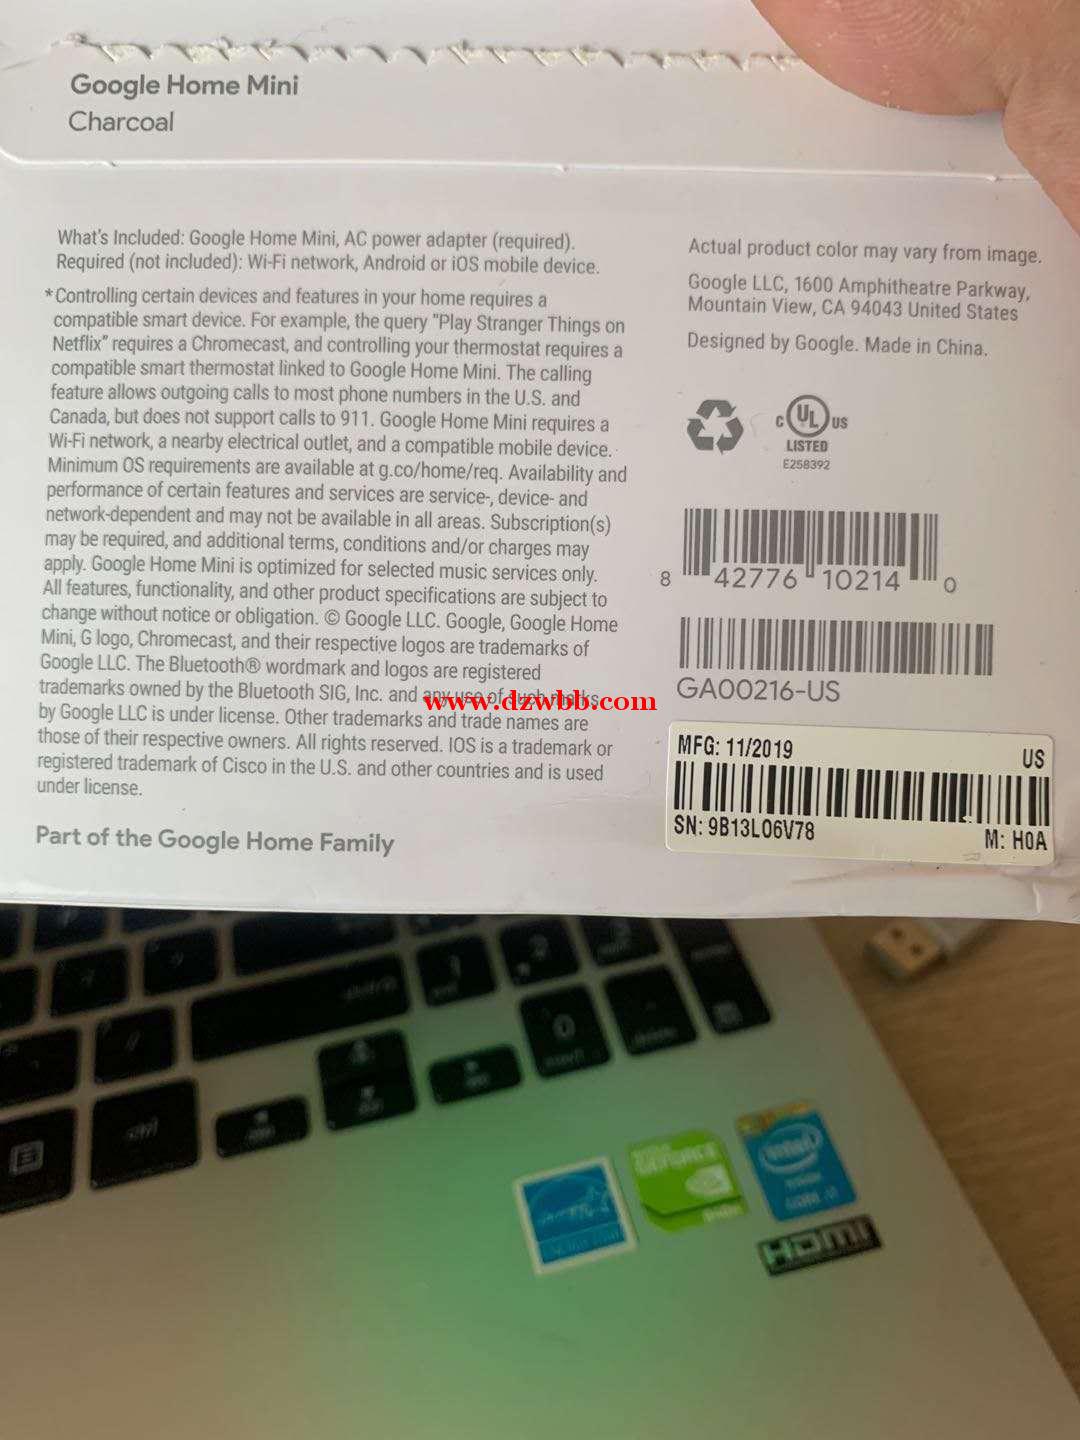 Google Home Mini
Charcoal
What's Included: Google Home Mini, AC power adapter (required).
Required (not included): Wi-Fi network, Android or iOS mobile device.
*Controlling certain devices and features in your home requires a
compatible smart device. For example, the query "Play Stranger Things on
Netflix" requires a Chromecast, and controlling your thermostat requires a
compatible smart thermostat linked to Google Home Mini. The calling
feature allows outgoing calls to most phone numbers in the U.S. and
Canada, but does not support calls to 911. Google Home Mini requires a
Wi-Fi network, a nearby electrical outlet, and a compatible mobile device.
Minimum OS requirements are available at g.co/home/req. Availability and
performance of certain features and services are service-, device- and
network-dependent and may not be available in all areas. Subscription(s)
may be required, and additional terms, conditions and/or charges may
apply. Google Home Mini is optimized for selected music services only.
All features, functionality, and other product specifications are subject to
change without notice or obligation. © Google LLC. Google, Google Home
Mini, G logo, Chromecast, and their respective logos are trademarks of
Google LLC. The Bluetooth® wordmark and logos are registered
trademarks owned by the Bluetooth SIG, Inc. and any use of such marks
by Google LLC is under license. Other trademarks and trade names are
those of their respective owners. All rights reserved. IOS is a trademark or
registered trademark of Cisco in the U.S. and other countries and is used
under license.
Part of the Google Home Family
Actual product color may vary from image.
Google LLC, 1600 Amphitheatre Parkway,
Mountain View, CA 94043 United States
Designed by Google. Made in China.
C UL US
LISTED
E258392
8 42776 10214 0
GA00216-US
www.dzwbb.com
MFG: 11/2019 US
SN: 9B13L06V78 M: H0A
ctrl
0
GEFORCE
intel
HDMI